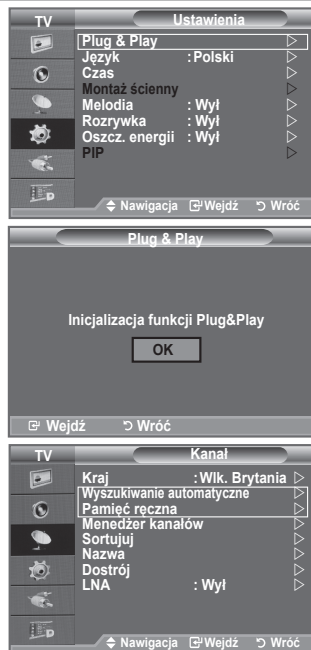 TV Ustawienia
Plug & Play
Język : Polski
Czas
Montaż ścienny
Melodia : Wył
Rozrywka : Wył
Oszcz. energii : Wył
PIP
Nawigacja Wejdź Wróć
Plug & Play
Inicjalizacja funkcji Plug&Play
OK
Wejdź Wróć
TV Kanał
Kraj : Wlk. Brytania
Wyszukiwanie automatyczne
Pamięć ręczna
Menedżer kanałów
Sortujuj
Nazwa
Dostrój
LNA : Wył
Nawigacja Wejdź Wróć